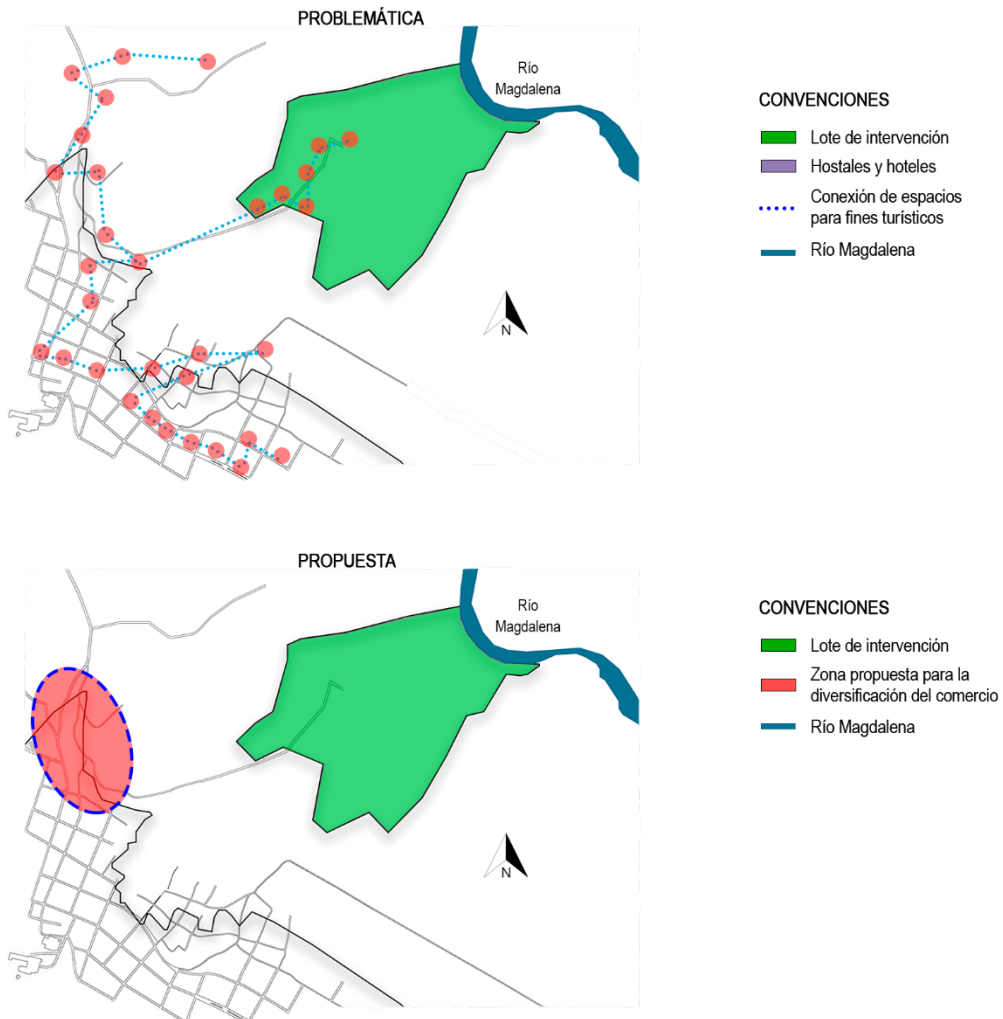 PROBLEMÁTICA
Río
Magdalena
N
CONVENCIONES
Lote de intervención
Hostales y hoteles
Conexión de espacios
para fines turísticos
Río Magdalena
PROPUESTA
Río
Magdalena
N
CONVENCIONES
Lote de intervención
Zona propuesta para la
diversificación del comercio
Río Magdalena